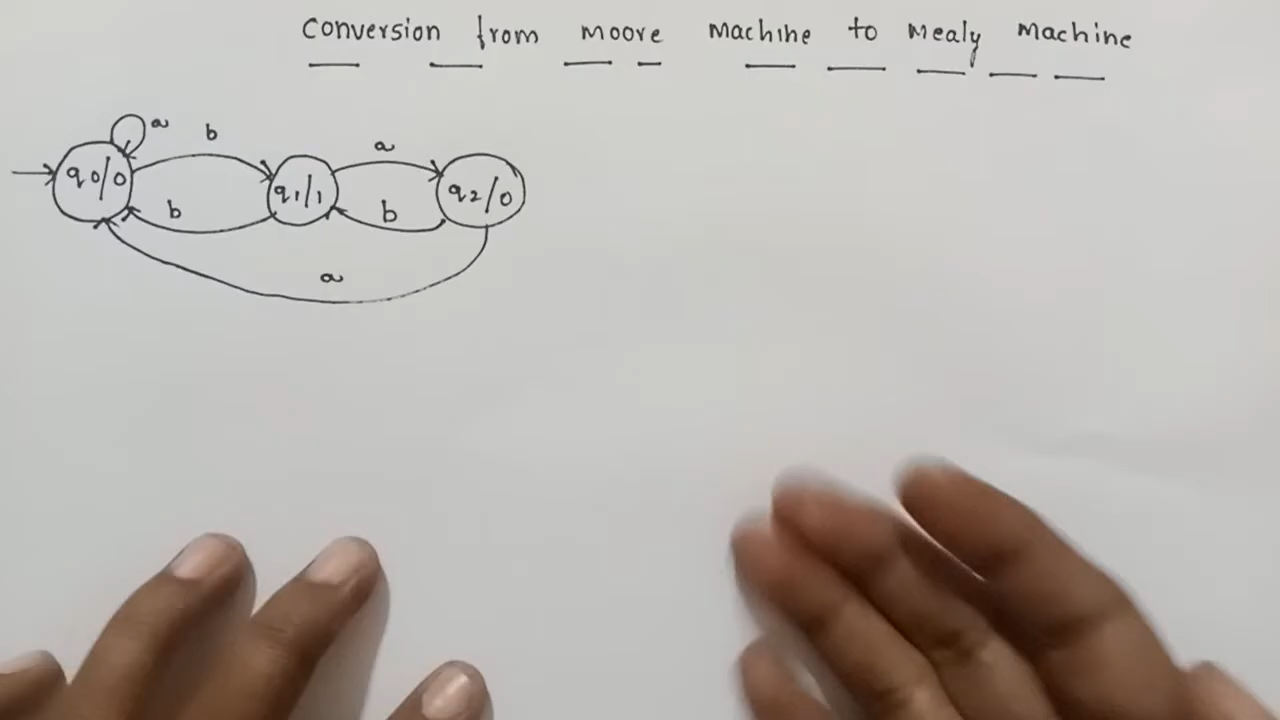 Conversion from moore machine to Mealy machine
a
b
a
q0/0
q1/1
q2/0
b
b
a